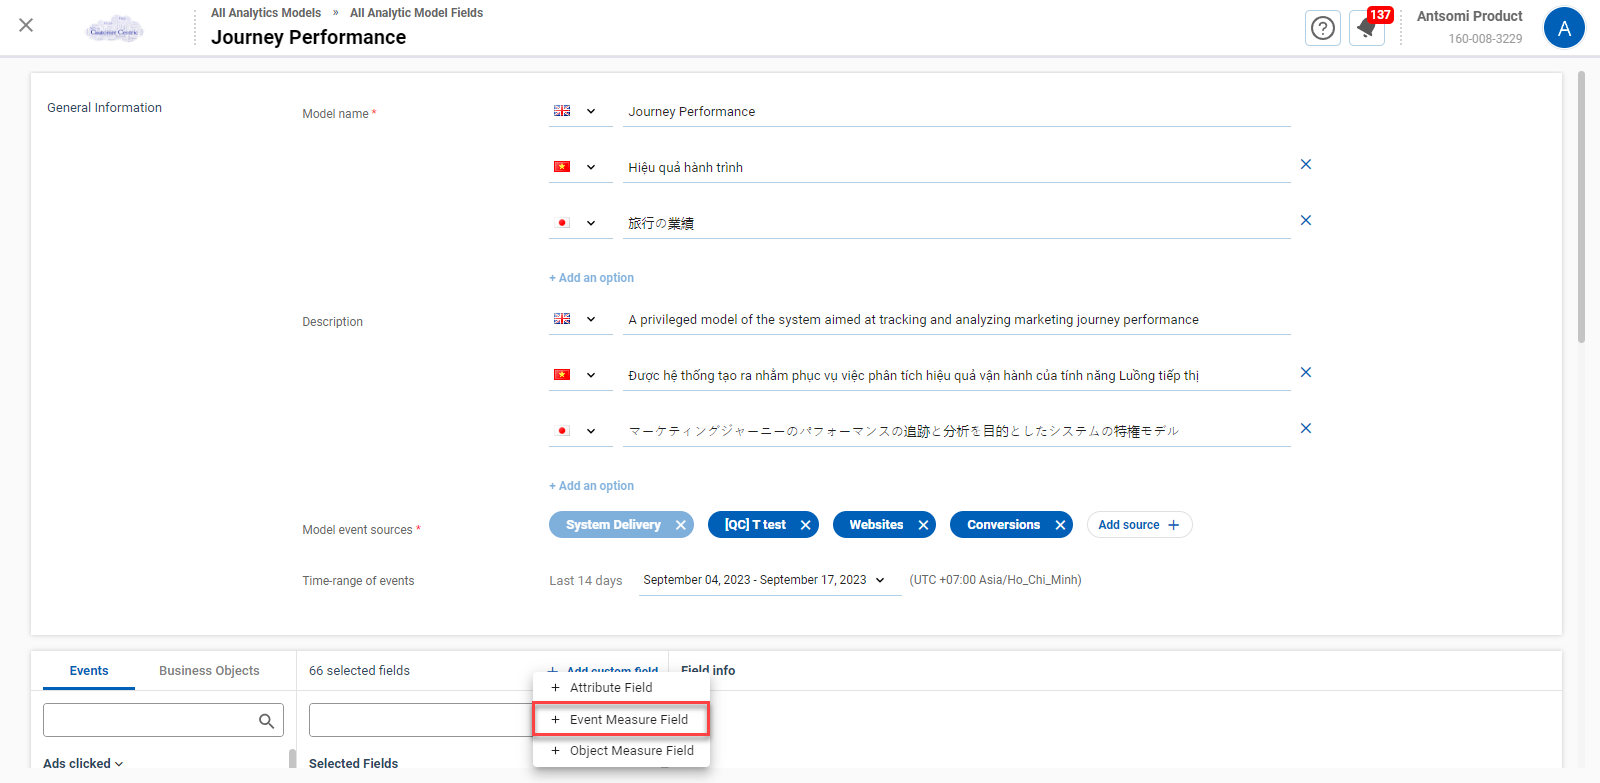 Customer Centric
All Analytics Models » All Analytic Model Fields
Journey Performance
137
Antsomi Product
160-008-3229
A
General Information
Model name *
Journey Performance
Hiệu quả hành trình
旅行の業績
+ Add an option
Description
A privileged model of the system aimed at tracking and analyzing marketing journey performance
Được hệ thống tạo ra nhằm phục vụ việc phân tích hiệu quả vận hành của tính năng Luồng tiếp thị
マーケティングジャーニーのパフォーマンスの追跡と分析を目的としたシステムの特権モデル
+ Add an option
Model event sources *
System Delivery
[QC] T test
Websites
Conversions
Add source +
Time-range of events
Last 14 days
September 04, 2023 - September 17, 2023
(UTC +07:00 Asia/Ho_Chi_Minh)
Events
Business Objects
66 selected fields
+ Add custom field
Field info
+ Attribute Field
+ Event Measure Field
+ Object Measure Field
Ads clicked
Selected Fields